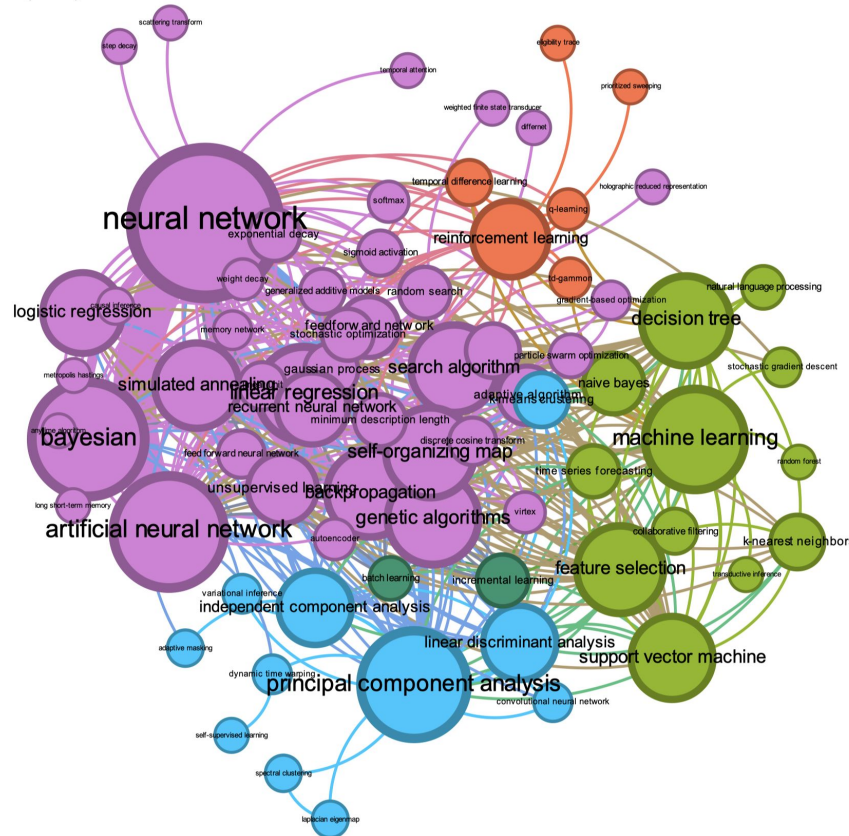 scattering transform
step decay
eligibility trace
temporal attention
prioritized sweeping
weighted finite state transducer
differnet
temporal difference learning
holographic reduced representation
softmax
q-learning
neural network
exponential decay
reinforcement learning
sigmoid activation
weight decay
td-gammon
natural language processing
generalized additive models
random search
gradient-based optimization
causal inference
logistic regression
decision tree
memory network
feedforward network
stochastic optimization
particle swarm optimization
gaussian process
search algorithm
stochastic gradient descent
metropolis hastings
simulated annealing
naive bayes
linear regression
adaptive algorithm
k-means clustering
recurrent neural network
minimum description length
anytime algorithm
bayesian
discrete cosine transform
machine learning
feed forward neural network
self-organizing map
random forest
time series forecasting
unsupervised learning
backpropagation
long short-term memory
virtex
genetic algorithms
artificial neural network
collaborative filtering
autoencoder
k-nearest neighbor
feature selection
transductive inference
batch learning
incremental learning
variational inference
independent component analysis
linear discriminant analysis
adaptive masking
support vector machine
dynamic time warping
principal component analysis
convolutional neural network
self-supervised learning
spectral clustering
laplacian eigenmap